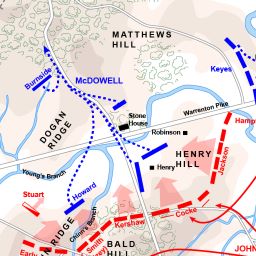 MATTHEWS
HILL
Keyes
McDOWELL
Burnside
Warrenton Pike
Stone
House
DOGAN
RIDGE
Robinson
Hamp
HENRY
HILL
Henry
Jackson
Young's Branch
Howard
Stuart
Chinn's Branch
Cocke
Kershaw
Smith
Early
RIDGE
BALD
HILL
JOHN